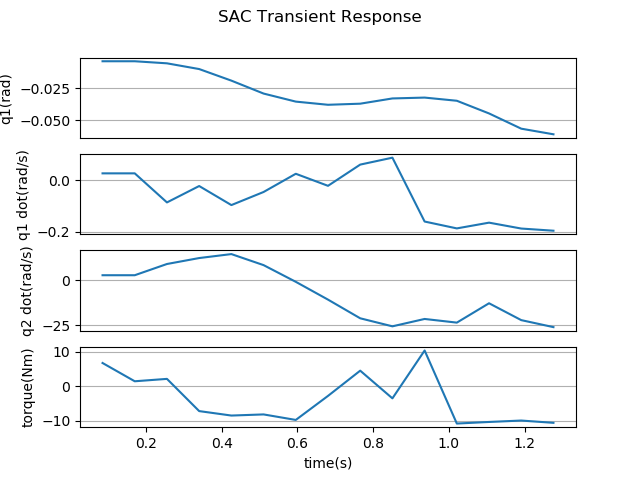 SAC Transient Response
q1(rad)
−0.025
−0.050
q1 dot(rad/s)
0.0
−0.2
q2 dot(rad/s)
0
−25
torque(Nm)
10
0
−10
0.2 0.4 0.6 0.8 1.0 1.2
time(s)